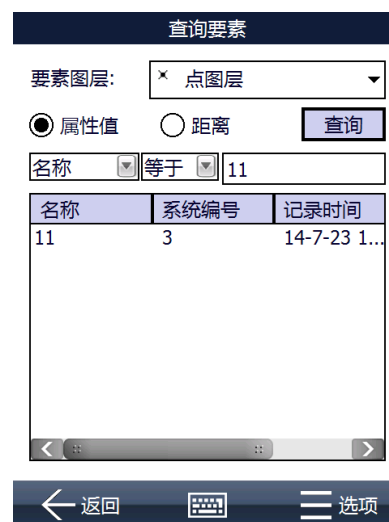 查询要素
要素图层: 点图层
属性值 距离 查询
名称 等于 11
名称 系统编号 记录时间
11 3 14-7-23 1...
返回 选项